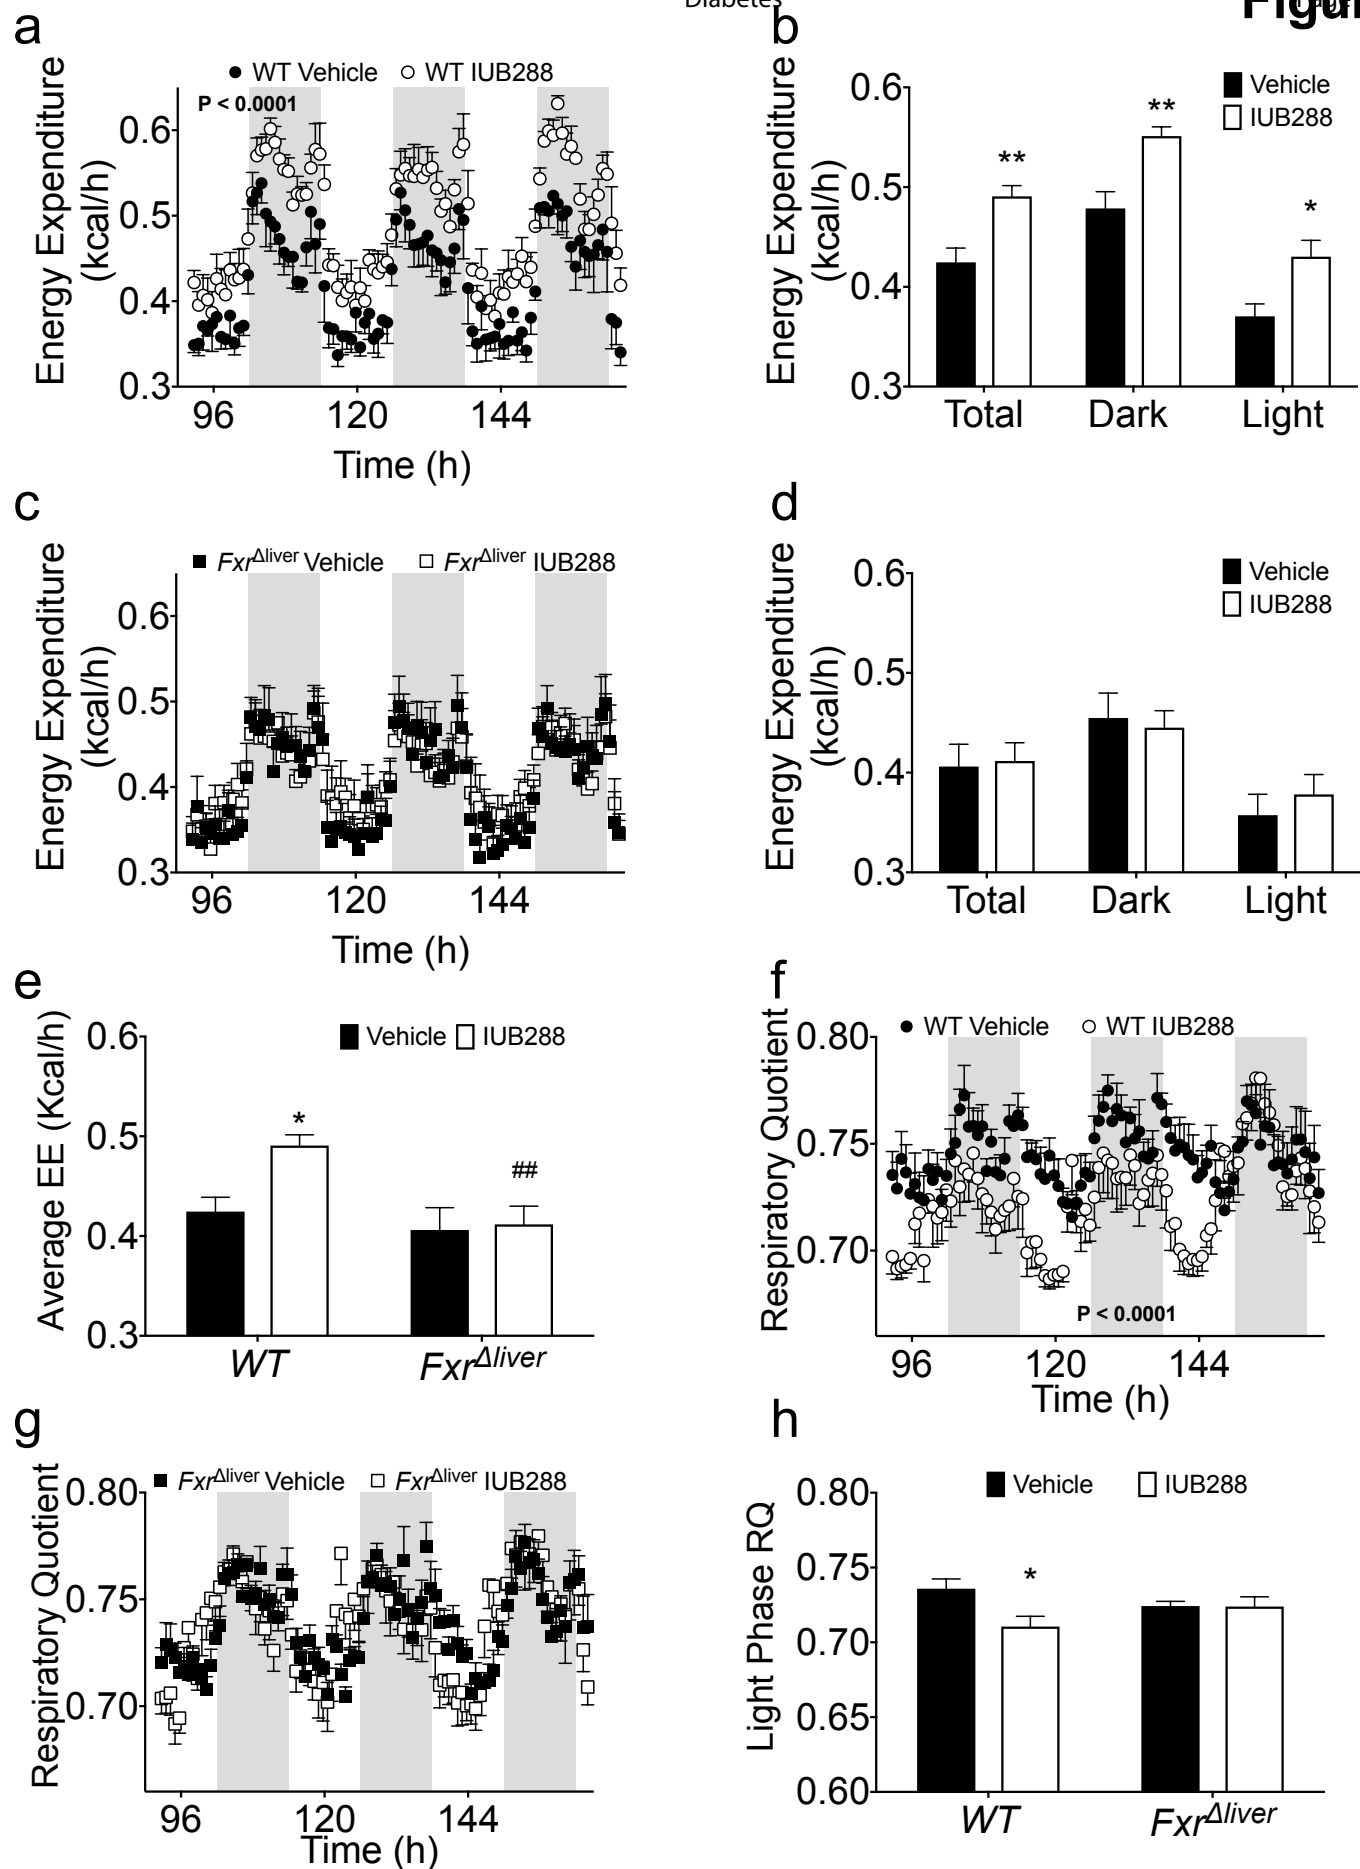 Diabetes
Figu
a
WT Vehicle WT IUB288
P < 0.0001
Energy Expenditure
(kcal/h)
0.6
0.5
0.4
0.3
96 120 144
Time (h)
b
Vehicle
IUB288
Energy Expenditure
(kcal/h)
0.6
0.5
0.4
0.3
** ** *
Total Dark Light
c
Fxr^Δliver Vehicle Fxr^Δliver IUB288
Energy Expenditure
(kcal/h)
0.6
0.5
0.4
0.3
96 120 144
Time (h)
d
Vehicle
IUB288
Energy Expenditure
(kcal/h)
0.6
0.5
0.4
0.3
Total Dark Light
e
Vehicle IUB288
Average EE (Kcal/h)
0.6
0.5
0.4
0.3
* ##
WT Fxr^Δliver
f
WT Vehicle WT IUB288
Respiratory Quotient
0.80
0.75
0.70
P < 0.0001
96 120 144
Time (h)
g
Fxr^Δliver Vehicle Fxr^Δliver IUB288
Respiratory Quotient
0.80
0.75
0.70
96 120 144
Time (h)
h
Vehicle IUB288
Light Phase RQ
0.80
0.75
0.70
0.65
0.60
*
WT Fxr^Δliver